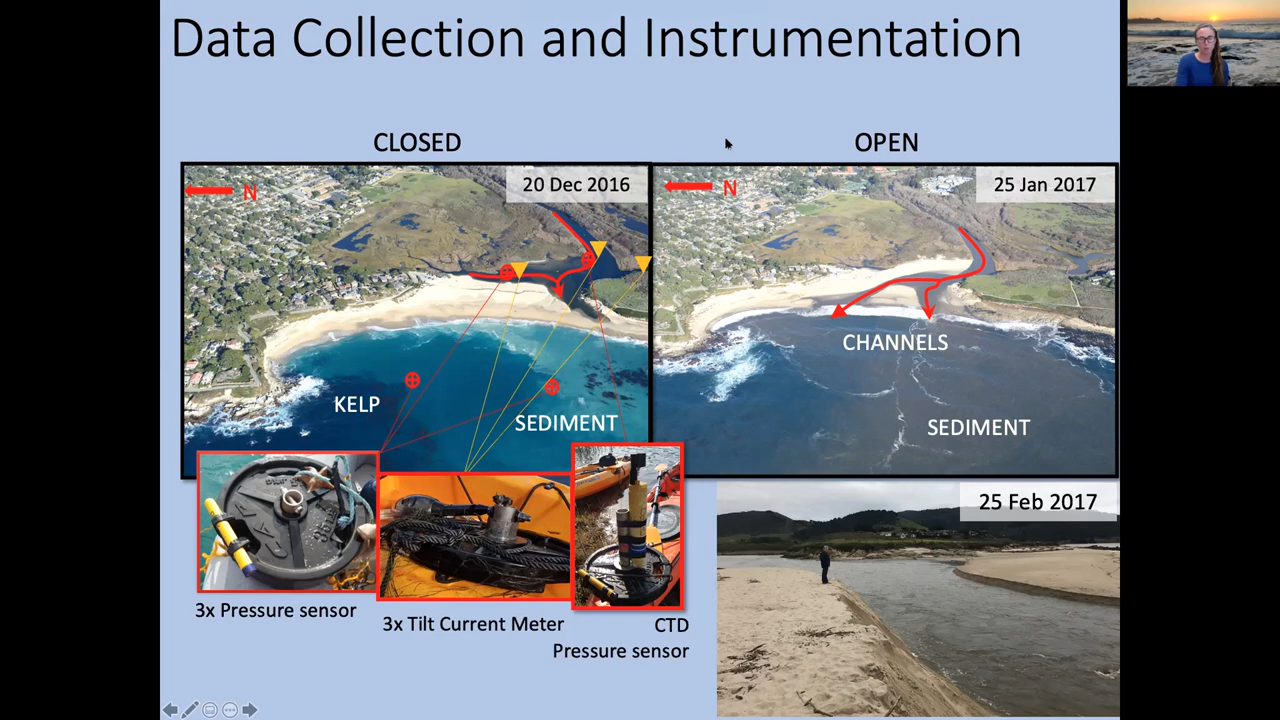 Data Collection and Instrumentation
CLOSED
OPEN
N
20 Dec 2016
N
25 Jan 2017
KELP
SEDIMENT
CHANNELS
SEDIMENT
25 Feb 2017
3x Pressure sensor
3x Tilt Current Meter
CTD
Pressure sensor